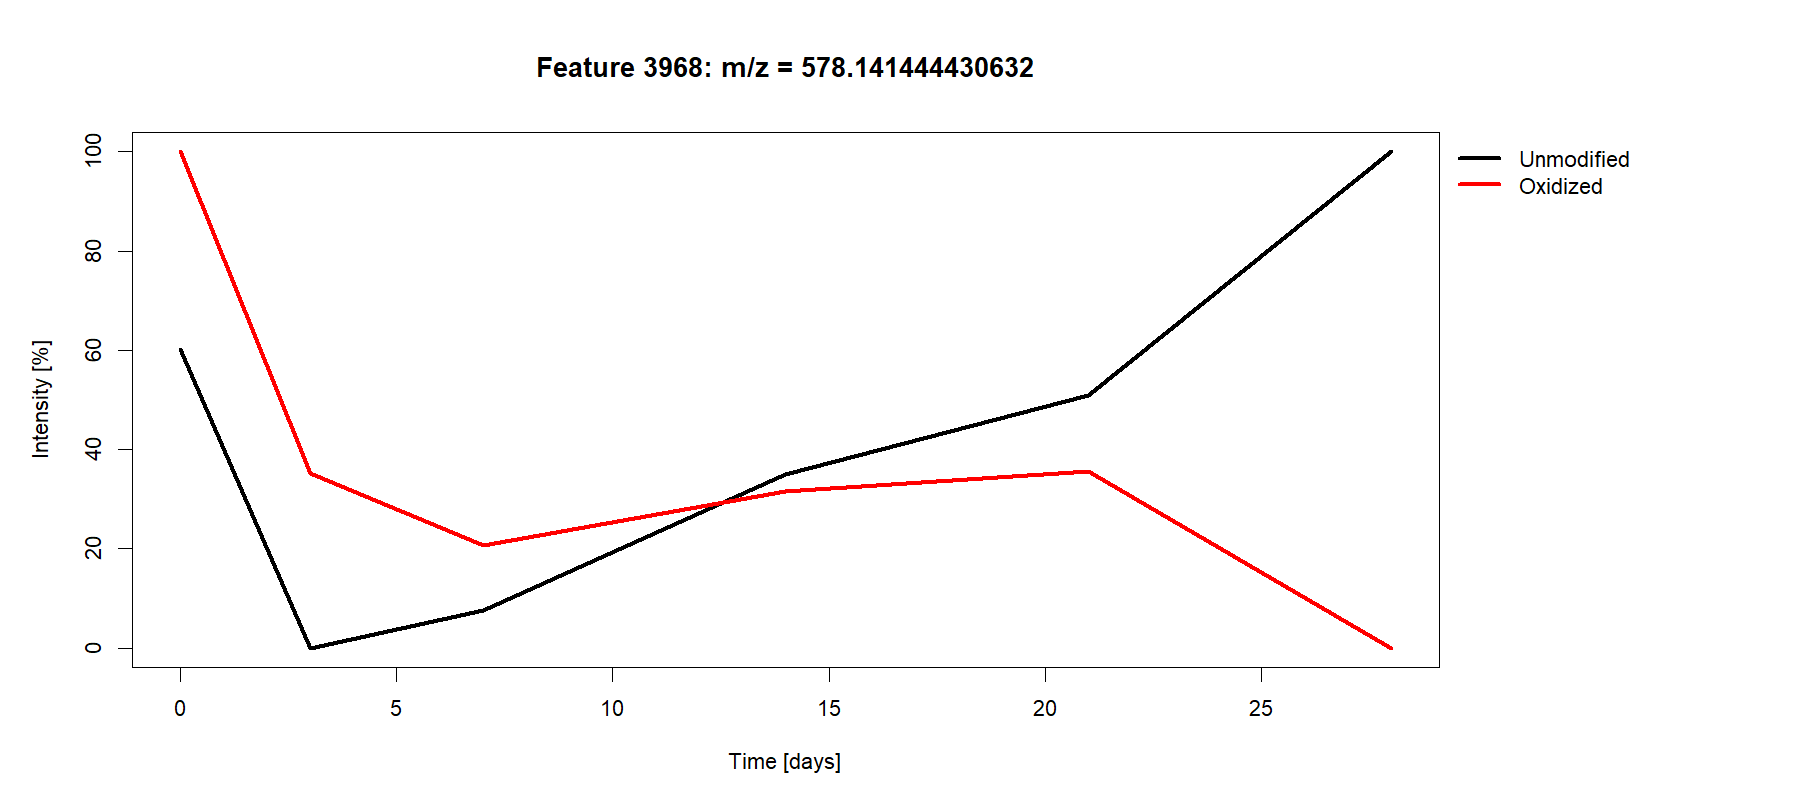 Feature 3968: m/z = 578.141444430632
Unmodified
Oxidized
Intensity [%]
100
80
60
40
20
0
0 5 10 15 20 25
Time [days]